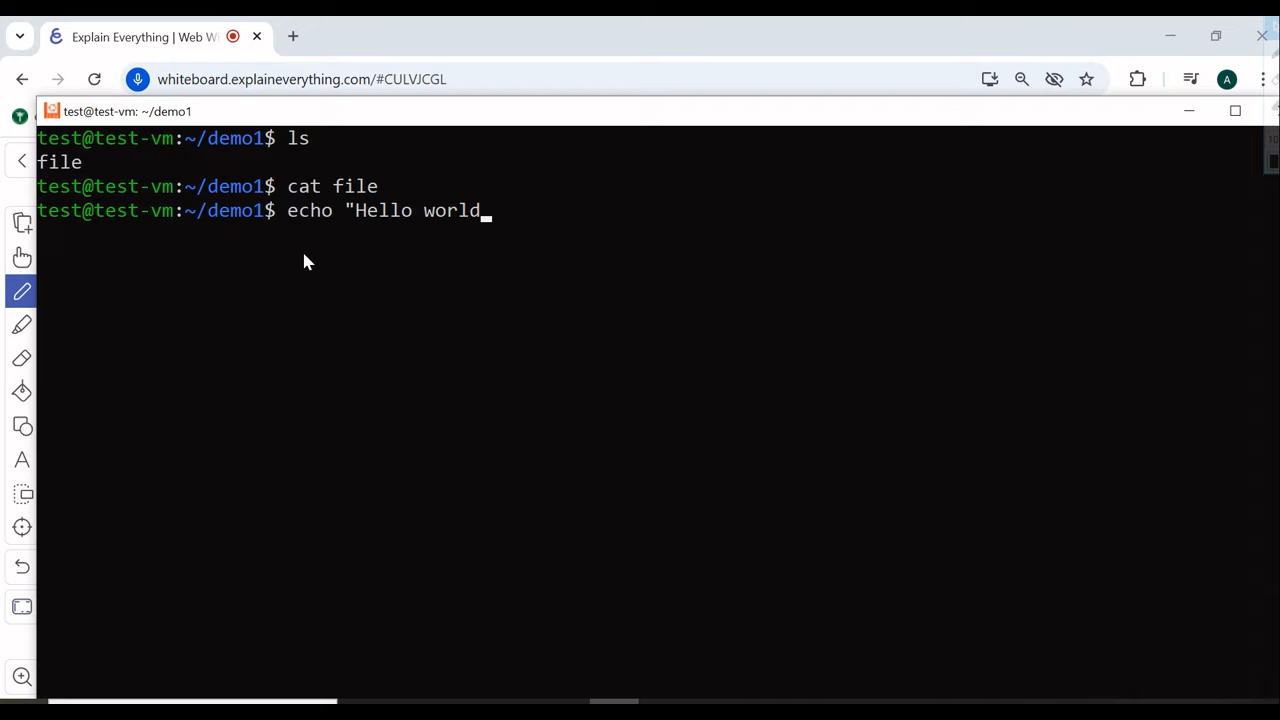 Explain Everything | Web W
whiteboard.explaineverything.com/#CULVJCGL
A
test@test-vm: ~/demo1
test@test-vm:~/demo1$ ls
file
test@test-vm:~/demo1$ cat file
test@test-vm:~/demo1$ echo "Hello world_
A